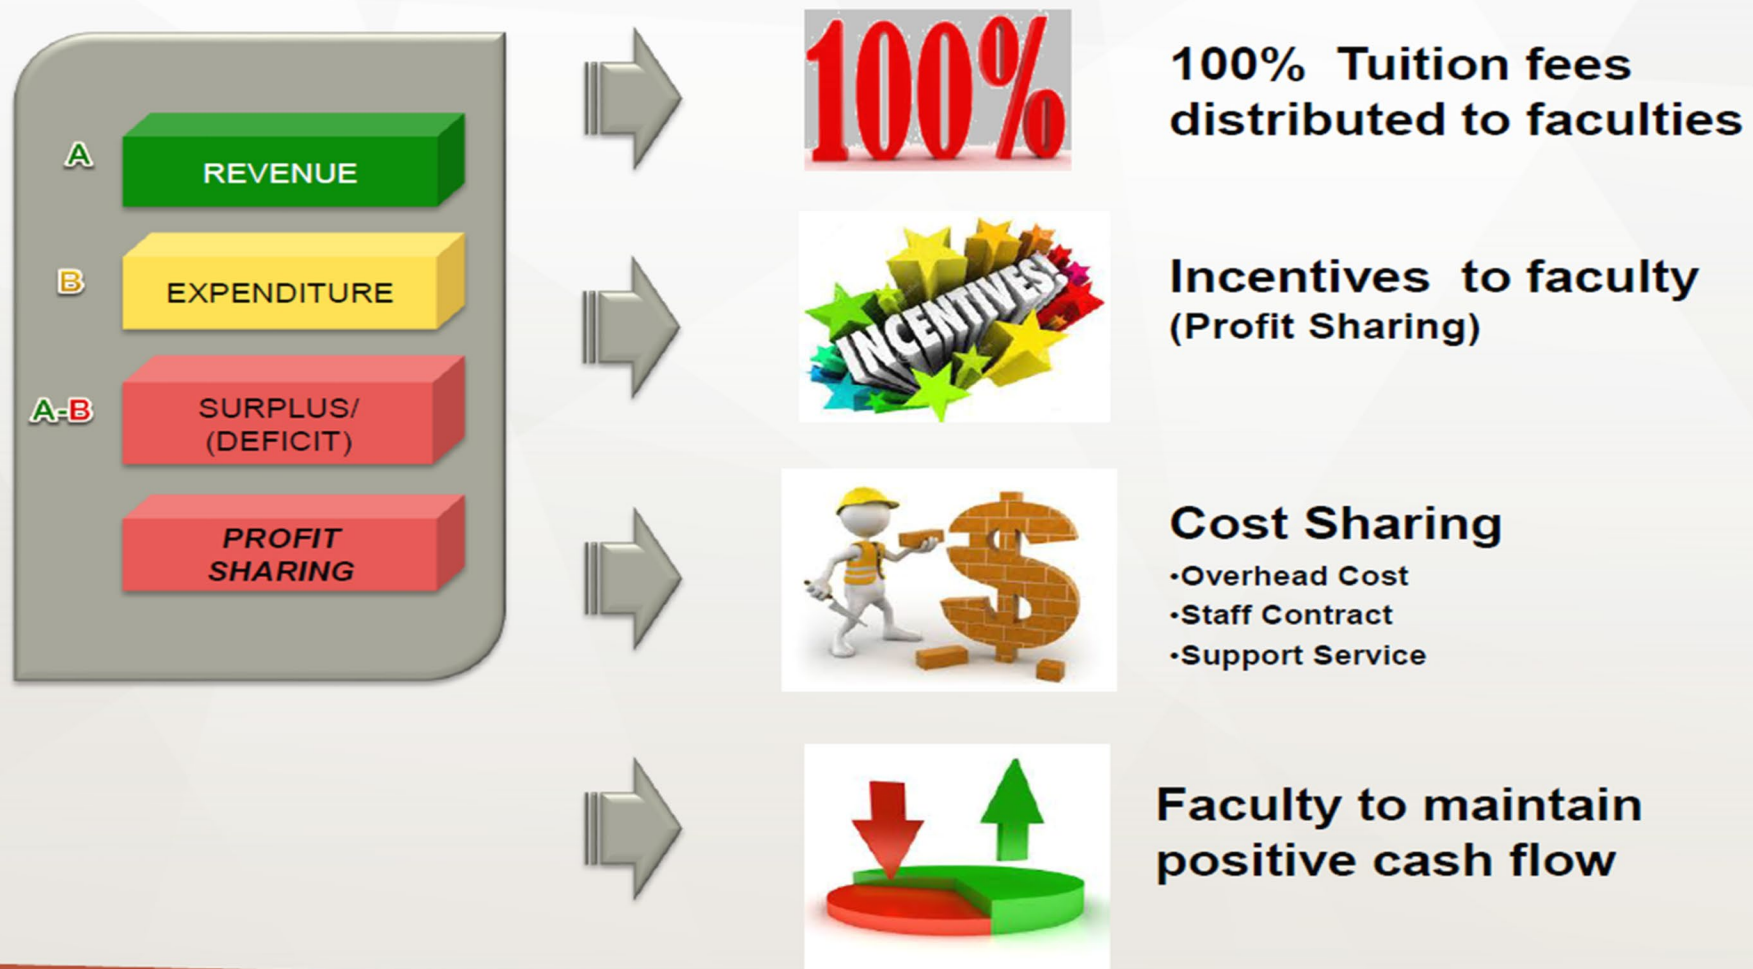 A
REVENUE
B
EXPENDITURE
A-B
SURPLUS/
(DEFICIT)
PROFIT
SHARING
100%
100% Tuition fees
distributed to faculties
INCENTIVES!
Incentives to faculty
(Profit Sharing)
Cost Sharing
•Overhead Cost
•Staff Contract
•Support Service
Faculty to maintain
positive cash flow